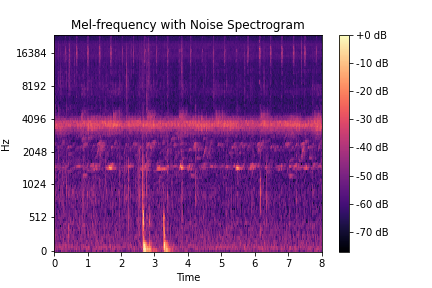 Mel-frequency with Noise Spectrogram
Hz
16384
8192
4096
2048
1024
512
0
0 1 2 3 4 5 6 7 8
Time
+0 dB
-10 dB
-20 dB
-30 dB
-40 dB
-50 dB
-60 dB
-70 dB